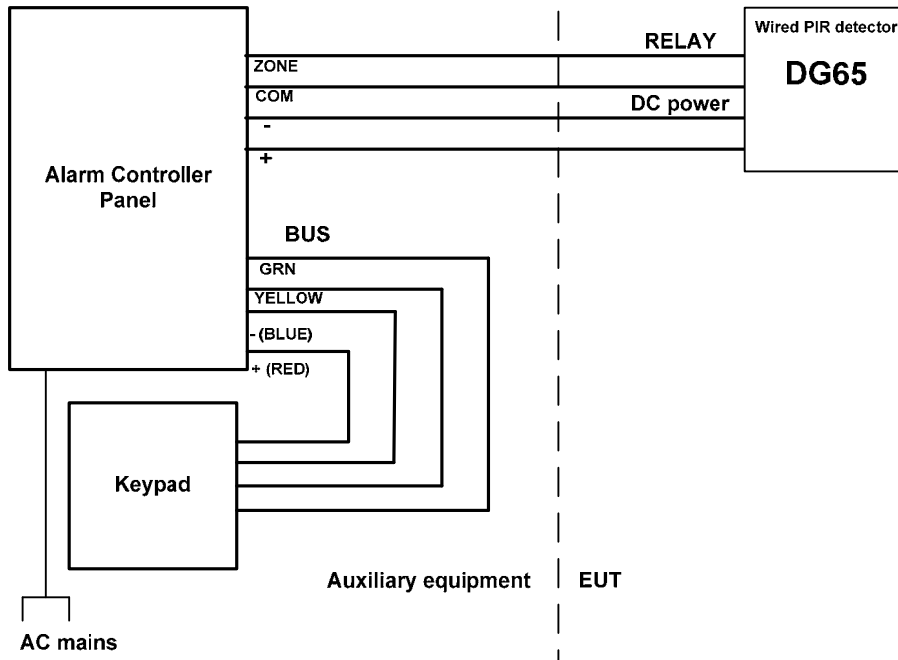 Wired PIR detector
DG65
RELAY
ZONE
COM
DC power
-
+
Alarm Controller
Panel
BUS
GRN
YELLOW
- (BLUE)
+ (RED)
Keypad
Auxiliary equipment
EUT
AC mains